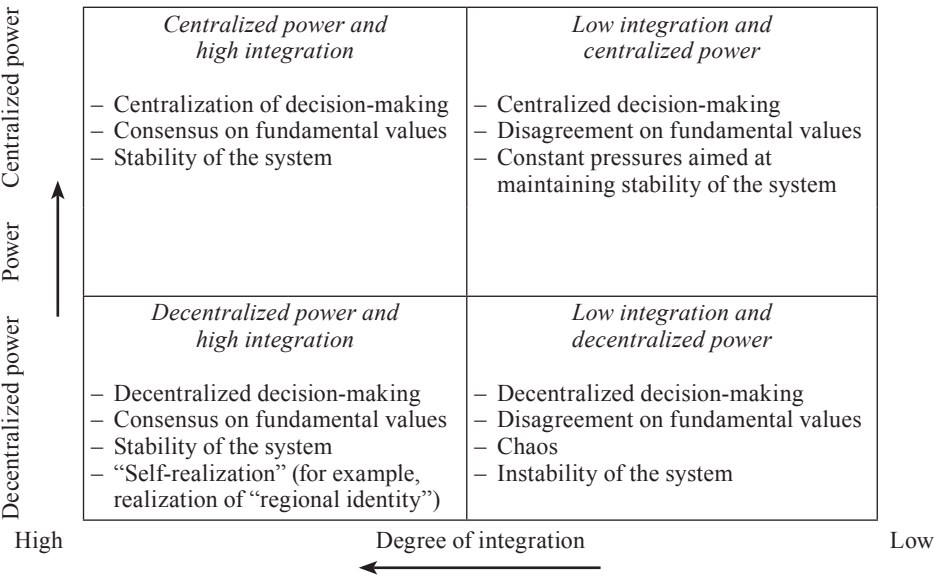 Centralized power
Power
Decentralized power
Centralized power and
high integration
– Centralization of decision-making
– Consensus on fundamental values
– Stability of the system
Low integration and
centralized power
– Centralized decision-making
– Disagreement on fundamental values
– Constant pressures aimed at
maintaining stability of the system
Decentralized power and
high integration
– Decentralized decision-making
– Consensus on fundamental values
– Stability of the system
– “Self-realization” (for example,
realization of “regional identity”)
Low integration and
decentralized power
– Decentralized decision-making
– Disagreement on fundamental values
– Chaos
– Instability of the system
High
Degree of integration
Low